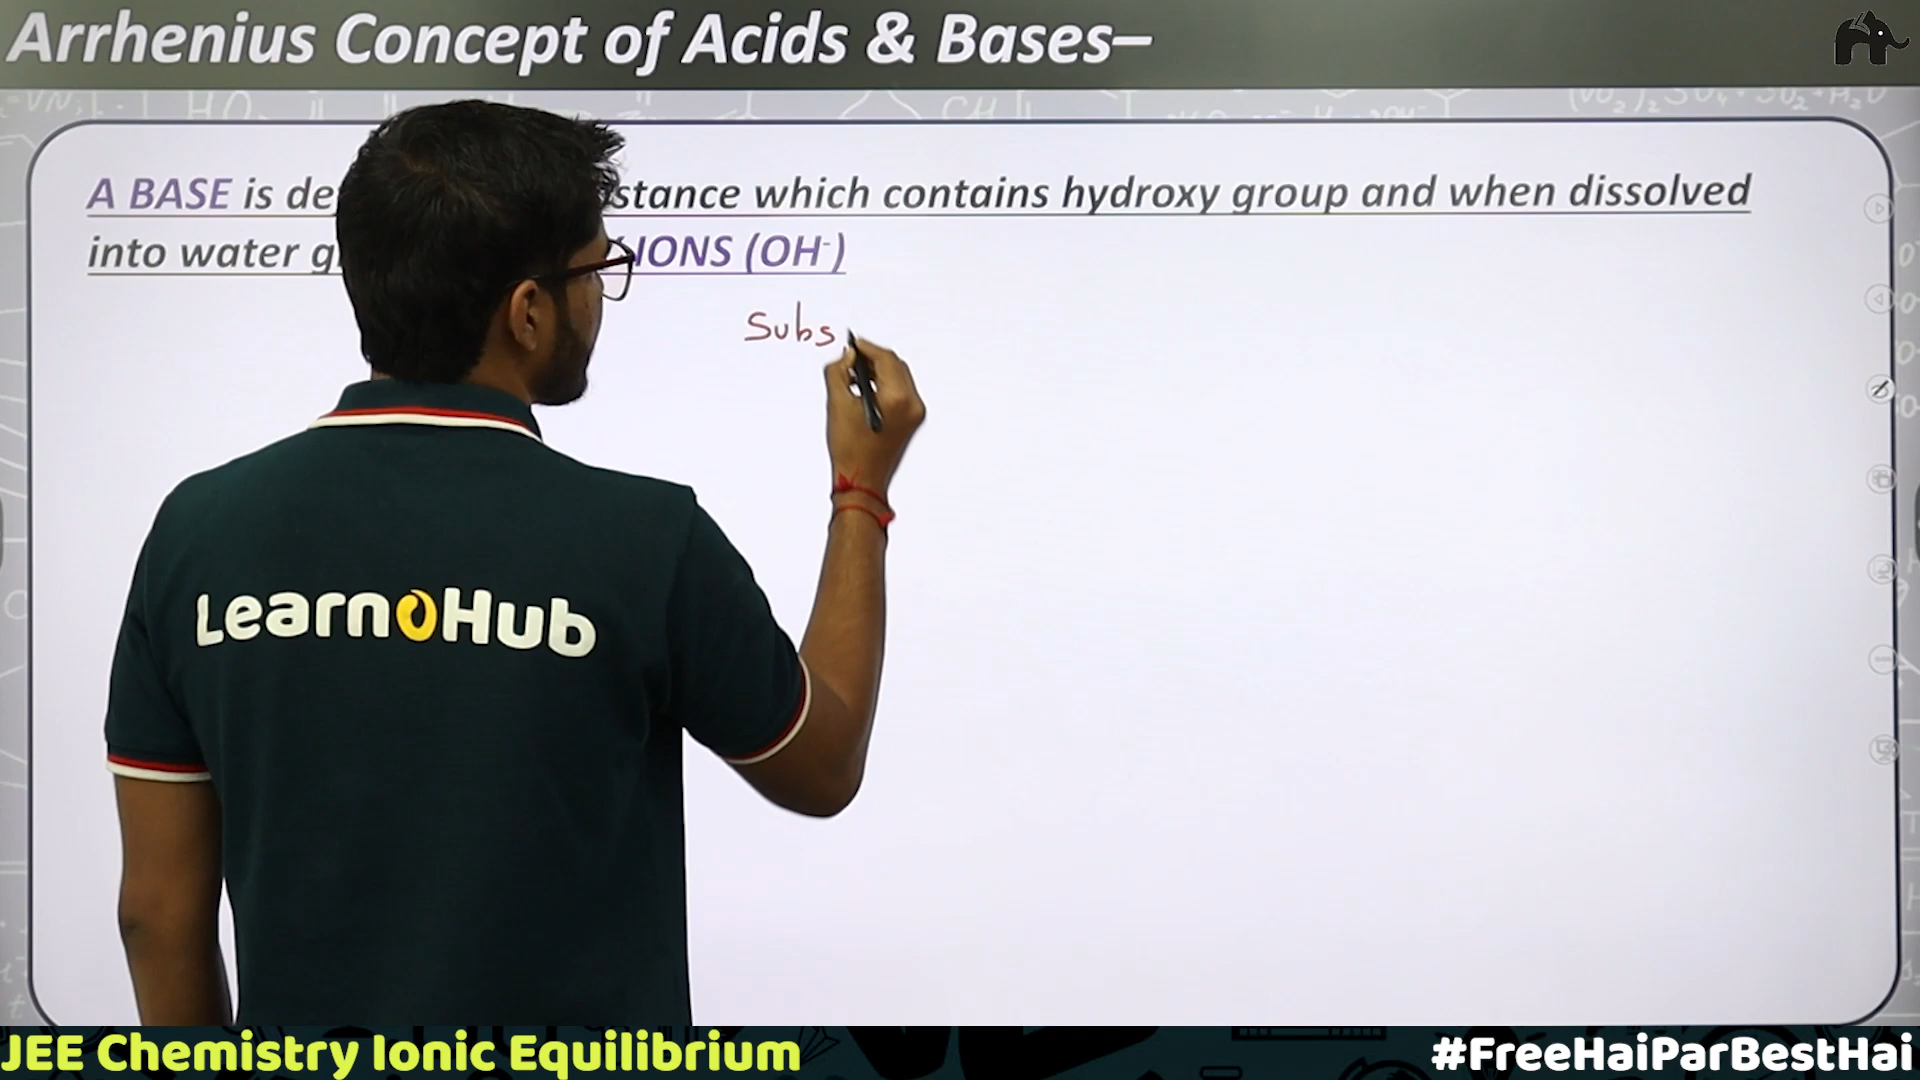 Arrhenius Concept of Acids & Bases–
A BASE is stance which contains hydroxy group and when dissolved
into water IONS (OH⁻)
Subs
LearnoHub
JEE Chemistry Ionic Equilibrium
#FreeHaiParBestHai